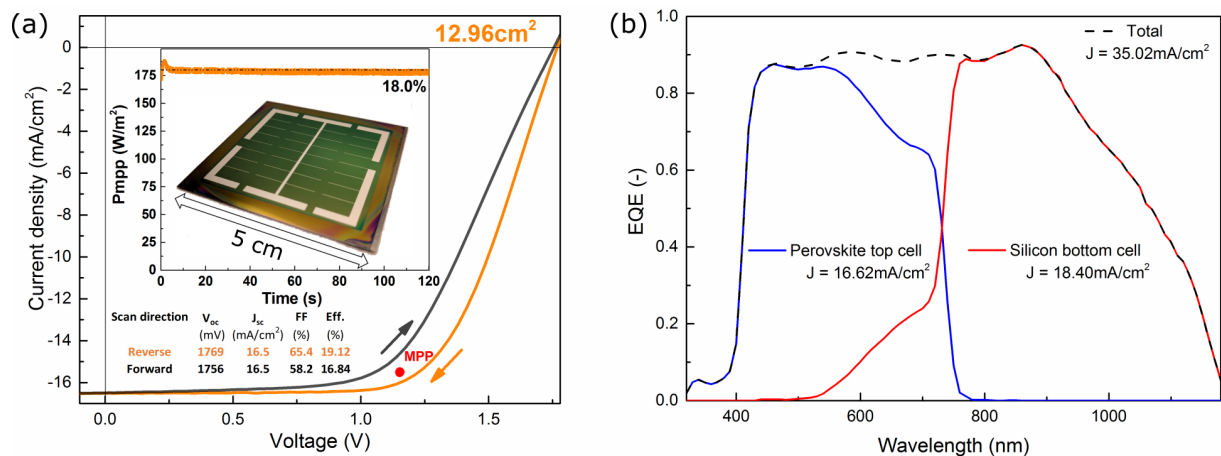 (a)
12.96cm²
Current density (mA/cm²)
0
-2
-4
-6
-8
-10
-12
-14
-16
0.0
0.5
1.0
1.5
Voltage (V)
Pmpp (W/m²)
175
150
125
100
75
50
25
0
0
20
40
60
80
100
120
Time (s)
18.0%
5 cm
Scan direction V_oc J_sc FF Eff.
(mV) (mA/cm²) (%) (%)
Reverse 1769 16.5 65.4 19.12
Forward 1756 16.5 58.2 16.84
MPP
(b)
Total
J = 35.02mA/cm²
EQE (-)
1.0
0.8
0.6
0.4
0.2
0.0
400
600
800
1000
Wavelength (nm)
Perovskite top cell
J = 16.62mA/cm²
Silicon bottom cell
J = 18.40mA/cm²